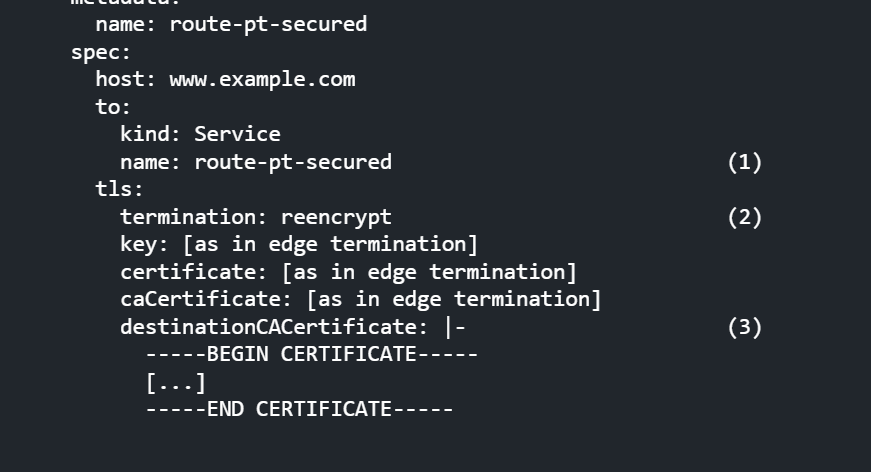 metadata:
name: route-pt-secured
spec:
host: www.example.com
to:
kind: Service
name: route-pt-secured (1)
tls:
termination: reencrypt (2)
key: [as in edge termination]
certificate: [as in edge termination]
caCertificate: [as in edge termination]
destinationCACertificate: |- (3)
-----BEGIN CERTIFICATE-----
[...]
-----END CERTIFICATE-----